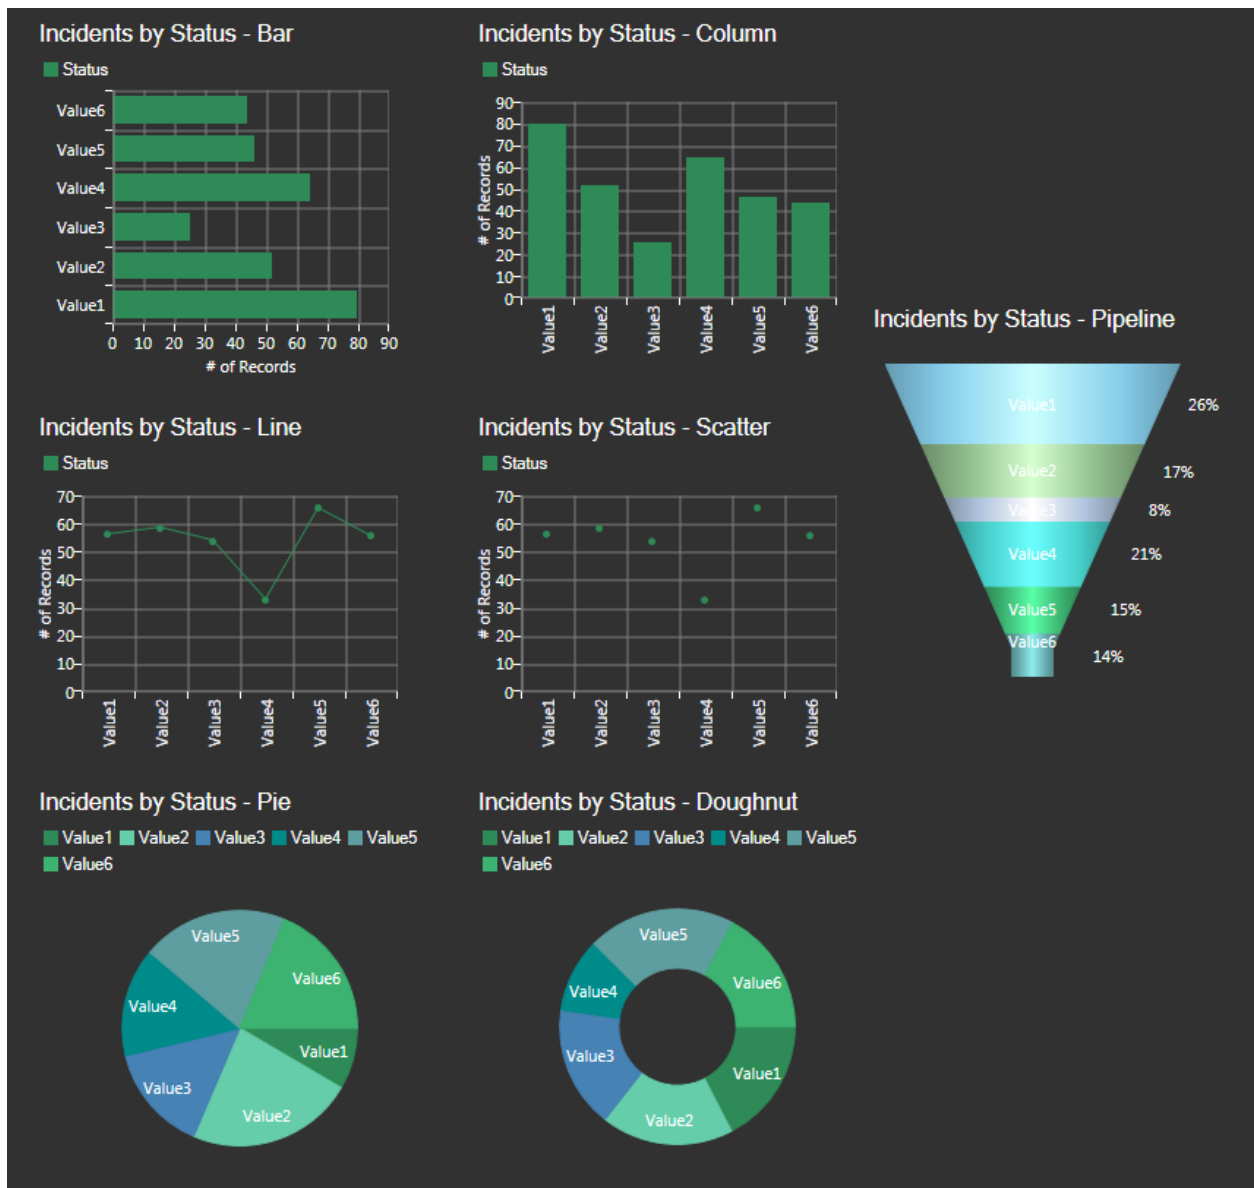 Incidents by Status - Bar
Status
Value6
Value5
Value4
Value3
Value2
Value1
0 10 20 30 40 50 60 70 80 90
# of Records
Incidents by Status - Column
Status
90
80
70
60
50
40
30
20
10
0
# of Records
Value1 Value2 Value3 Value4 Value5 Value6
Incidents by Status - Pipeline
Value1 26%
Value2 17%
Value3 8%
Value4 21%
Value5 15%
Value6 14%
Incidents by Status - Line
Status
70
60
50
40
30
20
10
0
# of Records
Value1 Value2 Value3 Value4 Value5 Value6
Incidents by Status - Scatter
Status
70
60
50
40
30
20
10
0
# of Records
Value1 Value2 Value3 Value4 Value5 Value6
Incidents by Status - Pie
Value1 Value2 Value3 Value4 Value5
Value6
Value5
Value6
Value4
Value1
Value3
Value2
Incidents by Status - Doughnut
Value1 Value2 Value3 Value4 Value5
Value6
Value5
Value6
Value4
Value3
Value1
Value2